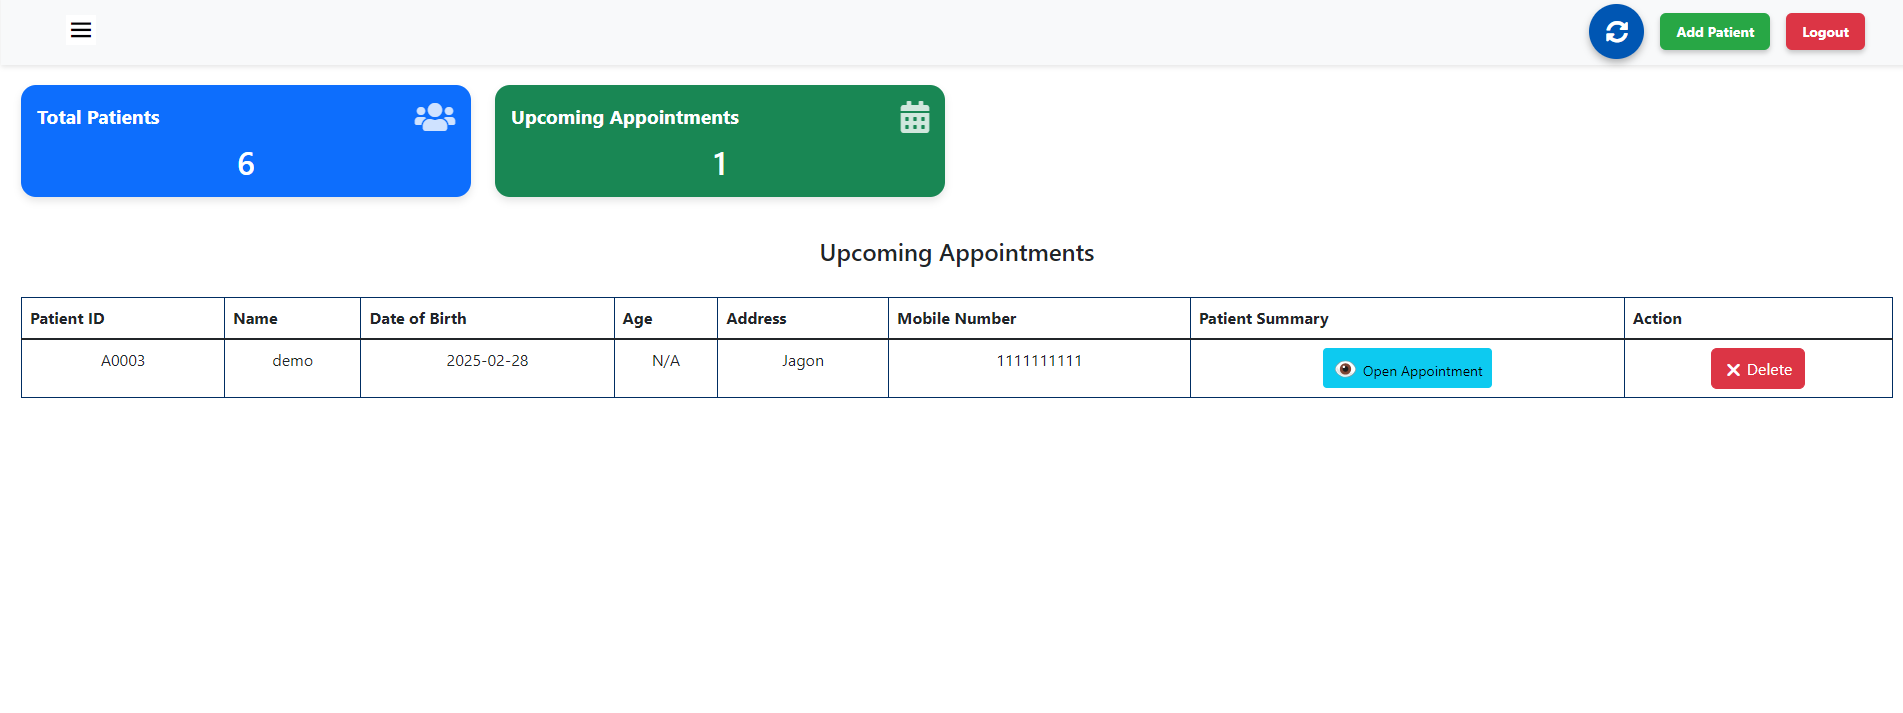 Add Patient
Logout
Total Patients
6
Upcoming Appointments
1
Upcoming Appointments
Patient ID Name Date of Birth Age Address Mobile Number Patient Summary Action
A0003 demo 2025-02-28 N/A Jagon 1111111111 Open Appointment Delete